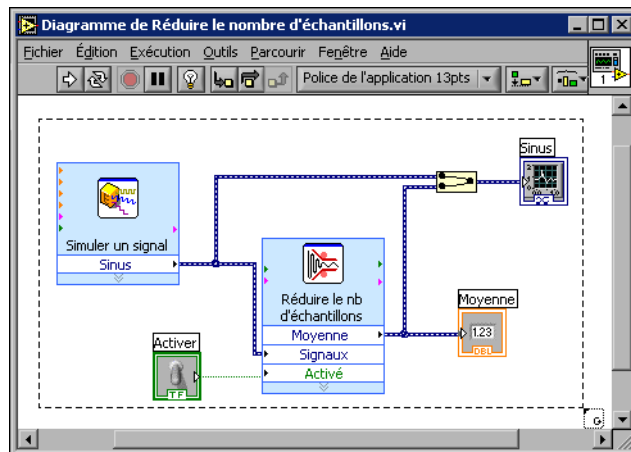 Diagramme de Réduire le nombre d'échantillons.vi
Fichier Édition Exécution Outils Parcourir Fenêtre Aide
Police de l'application 13pts
1
Sinus
Simuler un signal
Sinus
Réduire le nb
d'échantillons
Moyenne
Moyenne
1.23
DBL
Activer
Signaux
TF
Activé
G